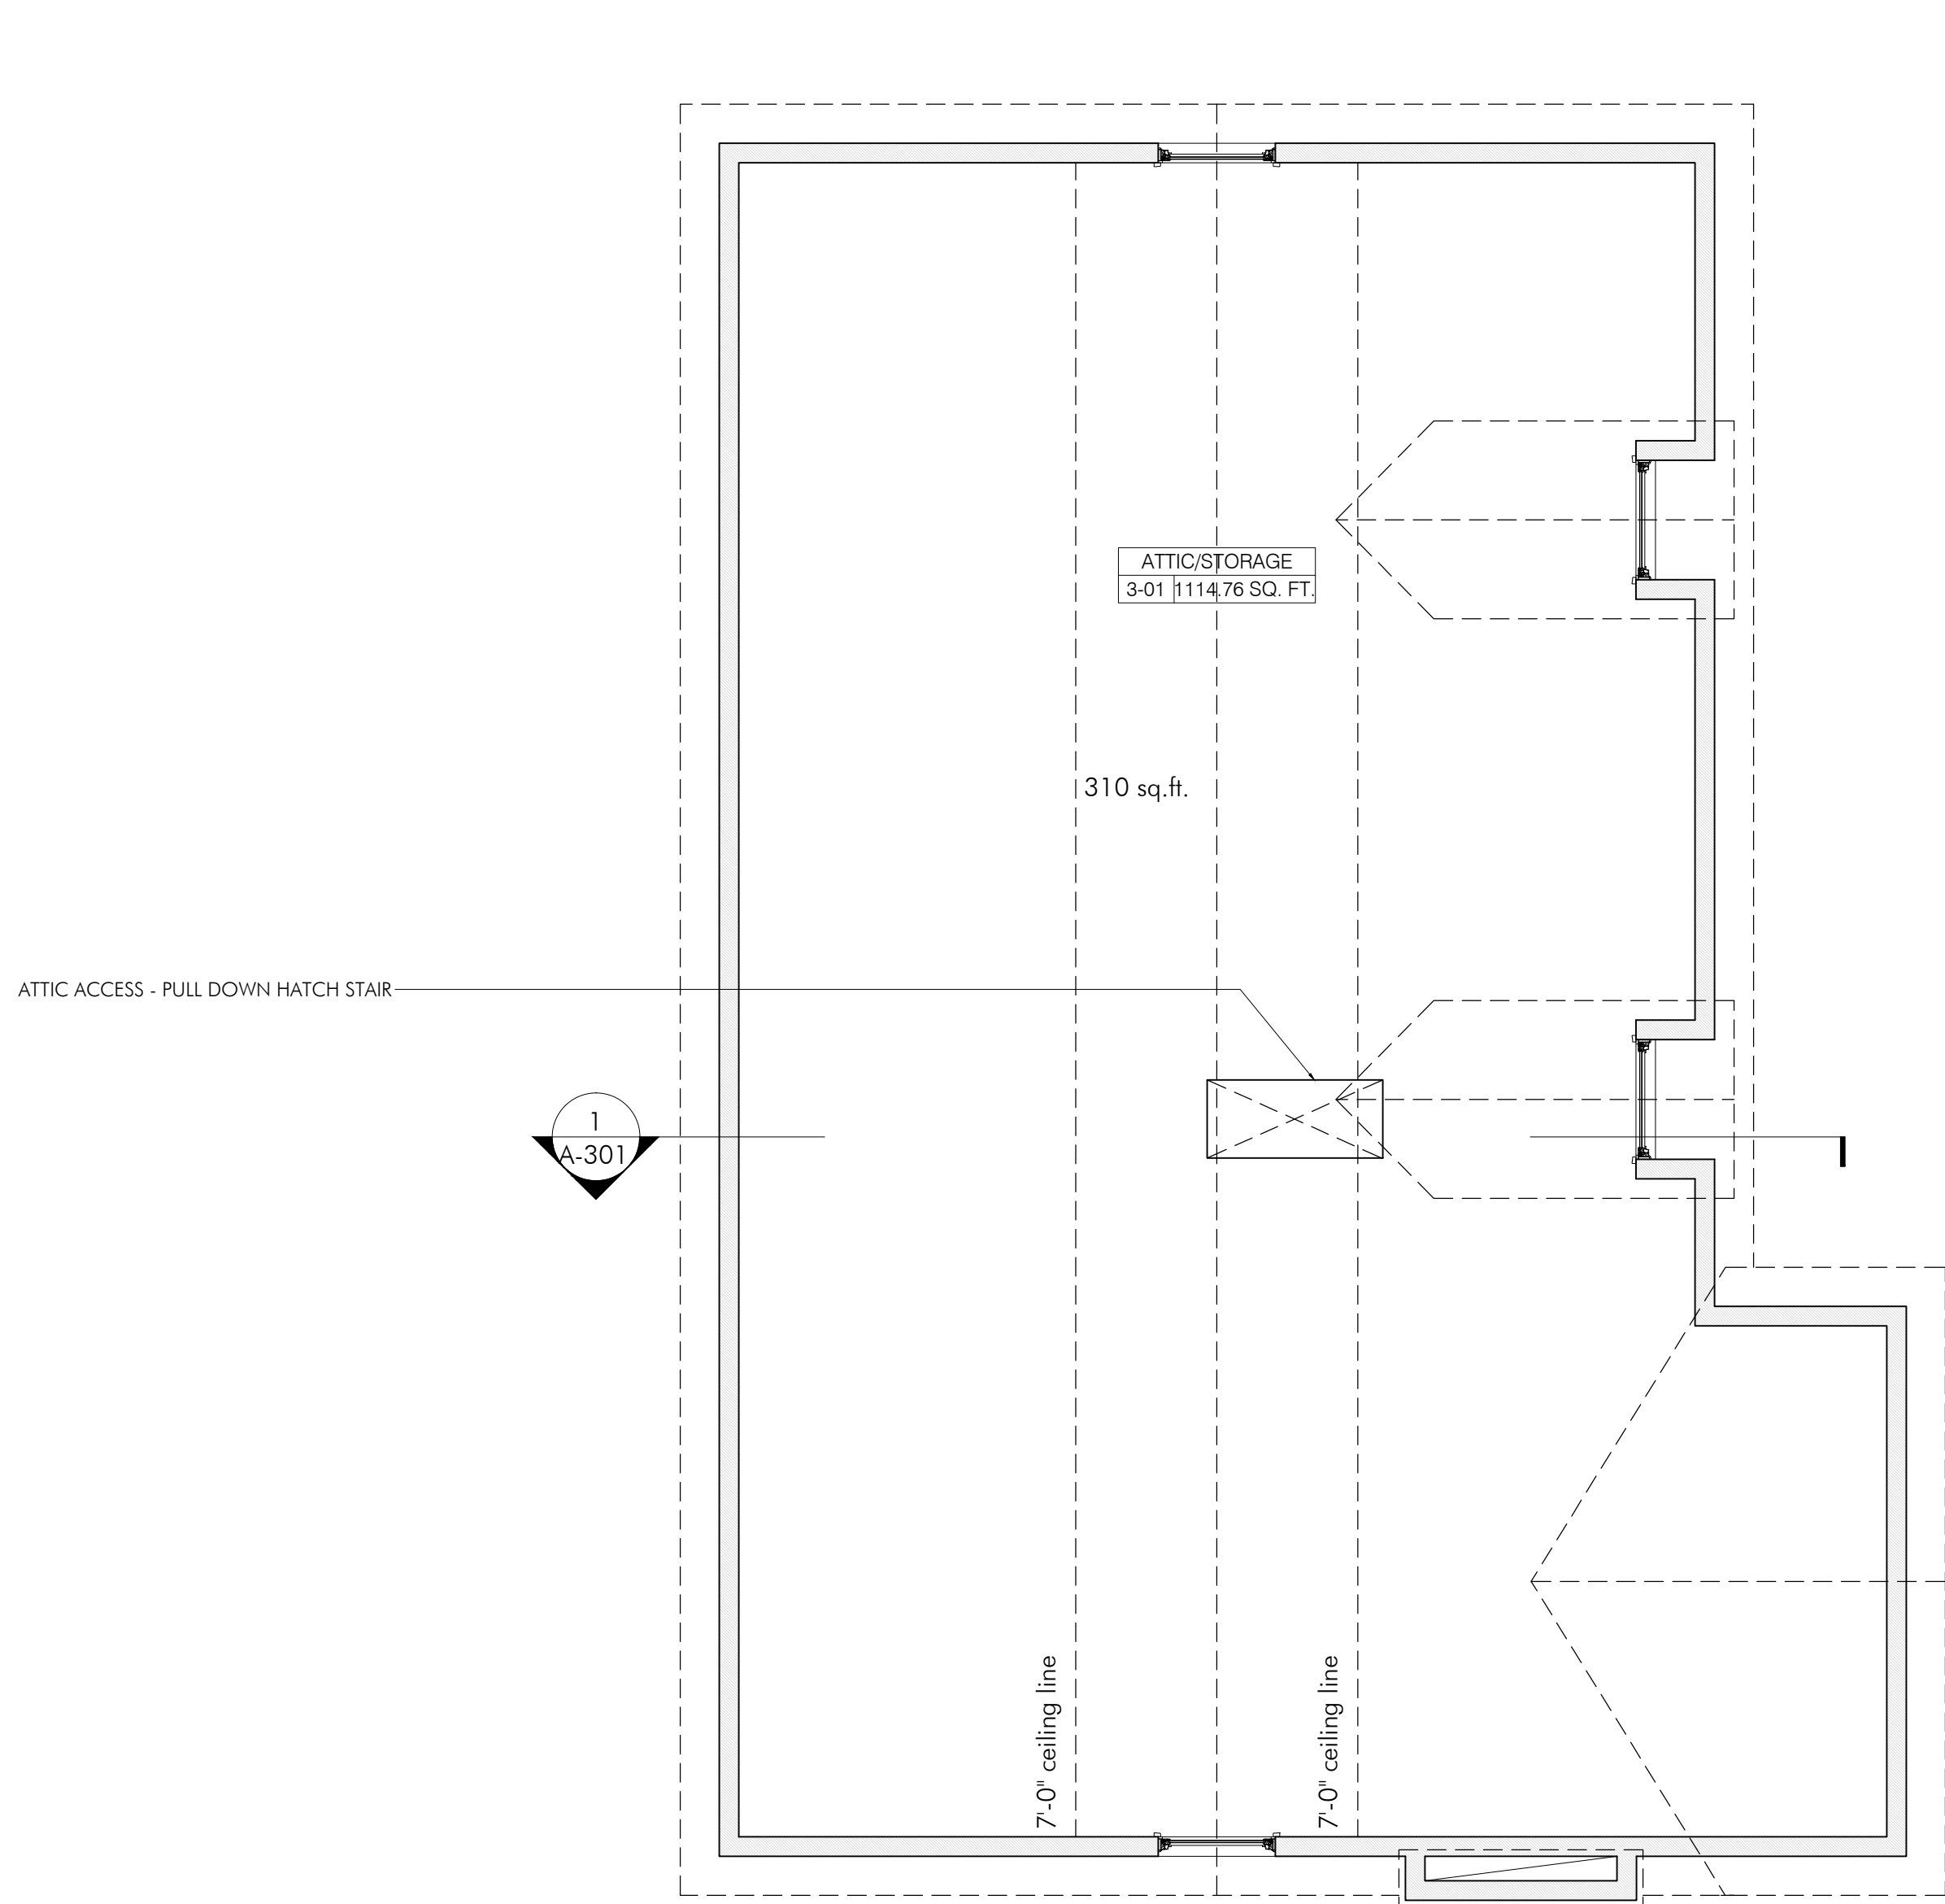 ATTIC/STORAGE
3-01 1114.76 SQ. FT.
310 sq.ft.
ATTIC ACCESS - PULL DOWN HATCH STAIR
1
A-301
7'-0" ceiling line
7'-0" ceiling line